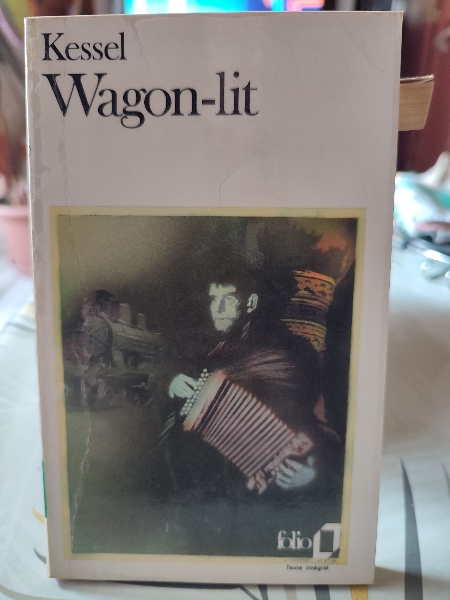 Kessel
Wagon-lit
folio
Texte intégral